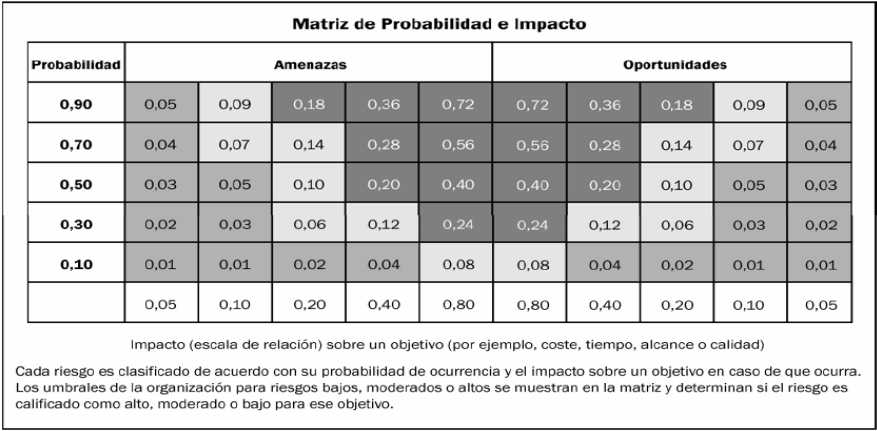 Matriz de Probabilidad e Impacto
Probabilidad Amenazas Oportunidades
0,90 0,05 0,09 0,18 0,36 0,72 0,72 0,36 0,18 0,09 0,05
0,70 0,04 0,07 0,14 0,28 0,56 0,56 0,28 0,14 0,07 0,04
0,50 0,03 0,05 0,10 0,20 0,40 0,40 0,20 0,10 0,05 0,03
0,30 0,02 0,03 0,06 0,12 0,24 0,24 0,12 0,06 0,03 0,02
0,10 0,01 0,01 0,02 0,04 0,08 0,08 0,04 0,02 0,01 0,01
0,05 0,10 0,20 0,40 0,80 0,80 0,40 0,20 0,10 0,05
Impacto (escala de relación) sobre un objetivo (por ejemplo, coste, tiempo, alcance o calidad)
Cada riesgo es clasificado de acuerdo con su probabilidad de ocurrencia y el impacto sobre un objetivo en caso de que ocurra.
Los umbrales de la organización para riesgos bajos, moderados o altos se muestran en la matriz y determinan si el riesgo es
calificado como alto, moderado o bajo para ese objetivo.